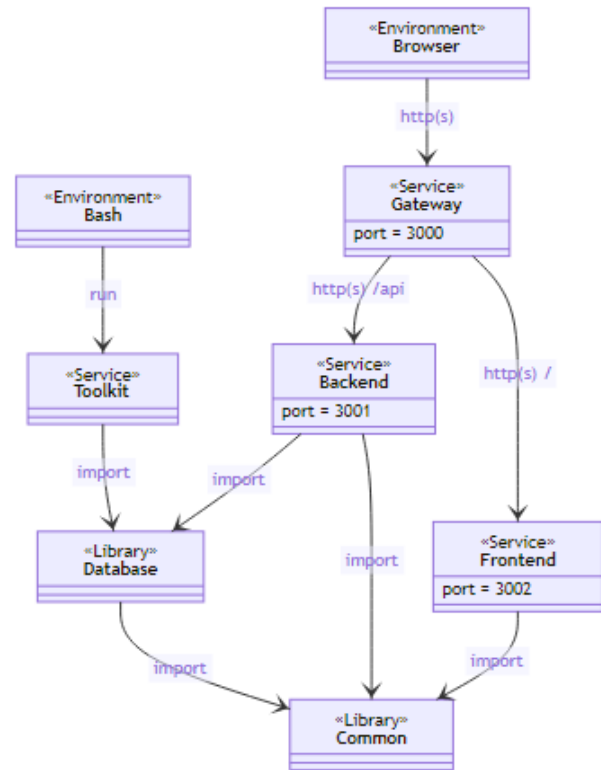 «Environment»
Browser
http(s)
«Service»
Gateway
port = 3000
«Environment»
Bash
run
http(s) /api
«Service»
Toolkit
«Service»
Backend
port = 3001
http(s) /
import
import
«Library»
Database
import
«Service»
Frontend
port = 3002
import
import
«Library»
Common